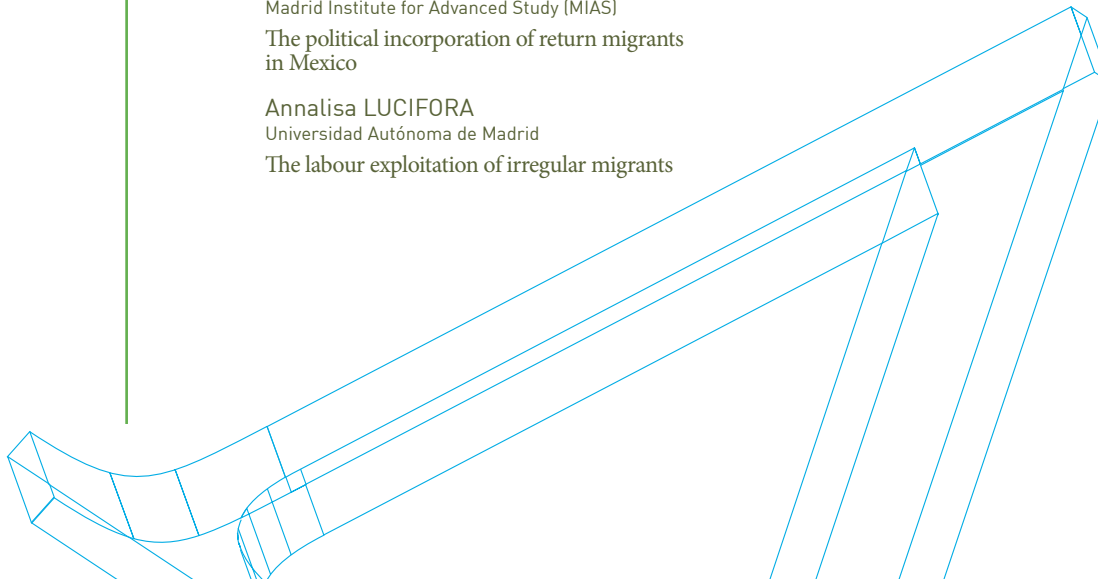 Madrid Institute for Advanced Study (MIAS)
The political incorporation of return migrants
in Mexico
Annalisa LUCIFORA
Universidad Autónoma de Madrid
The labour exploitation of irregular migrants